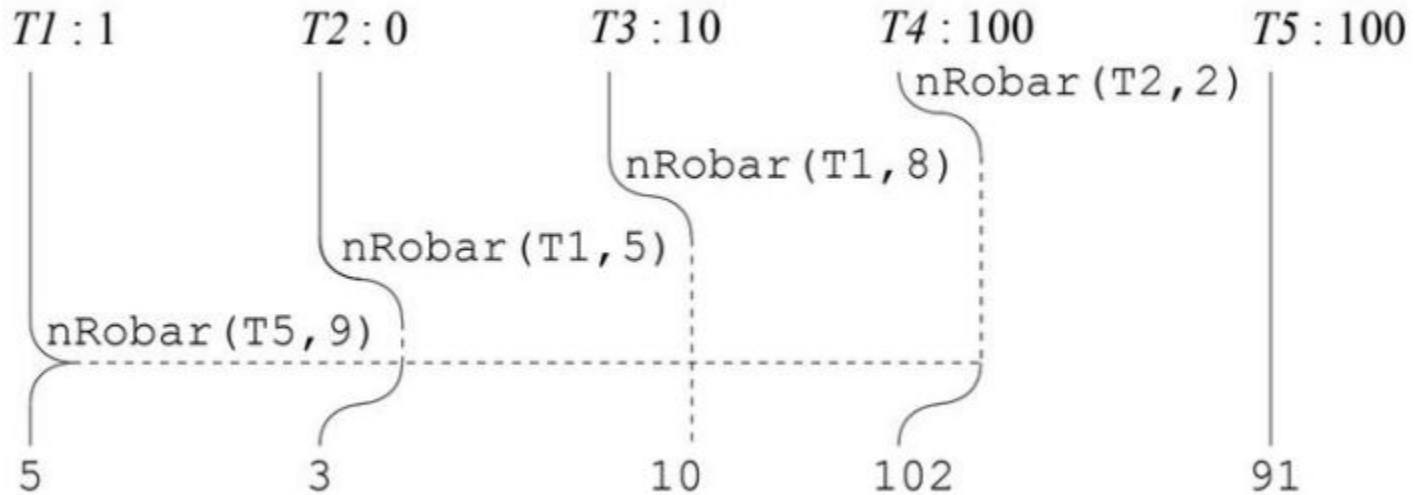 T1 : 1 T2 : 0 T3 : 10 T4 : 100 T5 : 100
nRobar(T2,2)
nRobar(T1,8)
nRobar(T1,5)
nRobar(T5,9)
5 3 10 102 91